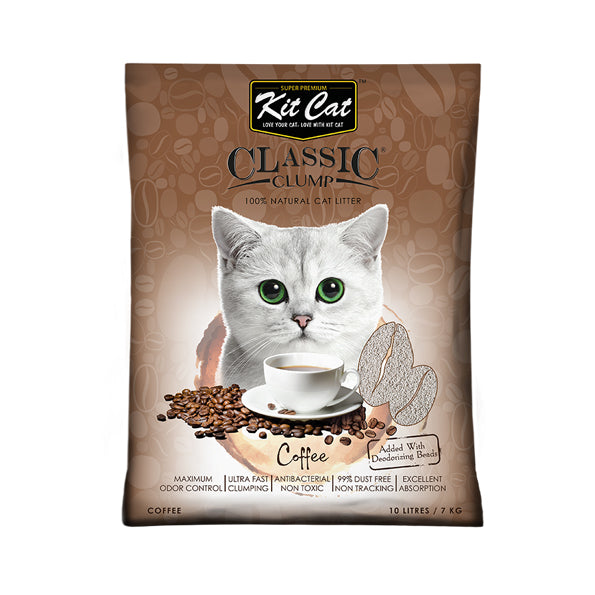 SUPER PREMIUM
Kit Cat™
LOVE YOUR CAT, LOVE WITH KIT CAT
CLASSIC®
CLUMP
100% NATURAL CAT LITTER
Coffee
Added With
Deodorizing Beads
MAXIMUM
ODOR CONTROL
ULTRA FAST
CLUMPING
ANTIBACTERIAL
NON TOXIC
99% DUST FREE
NON TRACKING
EXCELLENT
ABSORPTION
COFFEE
10 LITRES / 7 KG